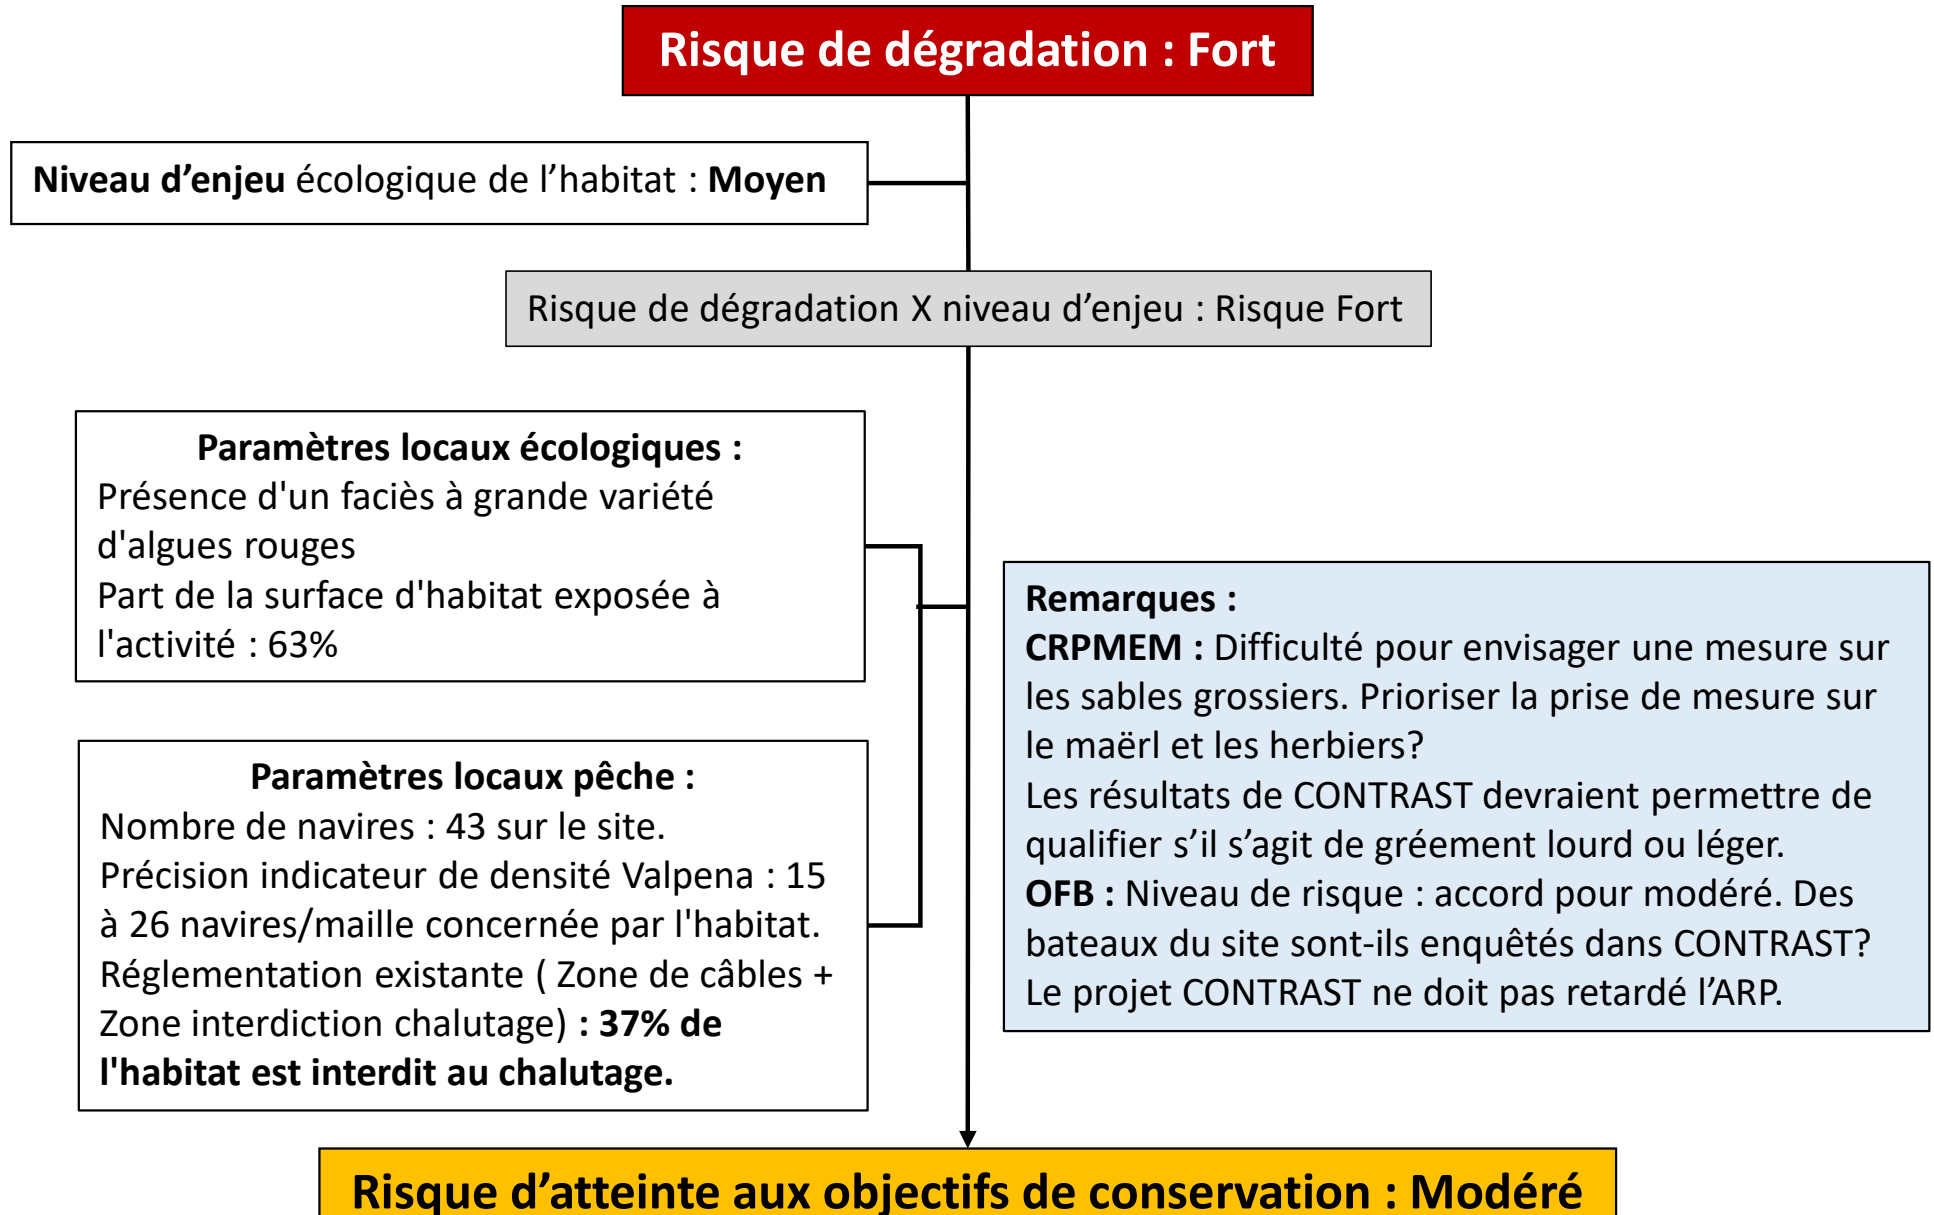 Risque de dégradation : Fort
Niveau d’enjeu écologique de l’habitat : Moyen
Risque de dégradation X niveau d’enjeu : Risque Fort
Paramètres locaux écologiques :
Présence d'un faciès à grande variété
d'algues rouges
Part de la surface d'habitat exposée à
l'activité : 63%
Paramètres locaux pêche :
Nombre de navires : 43 sur le site.
Précision indicateur de densité Valpena : 15
à 26 navires/maille concernée par l'habitat.
Réglementation existante ( Zone de câbles +
Zone interdiction chalutage) : 37% de
l'habitat est interdit au chalutage.
Remarques :
CRPMEM : Difficulté pour envisager une mesure sur
les sables grossiers. Prioriser la prise de mesure sur
le maërl et les herbiers?
Les résultats de CONTRAST devraient permettre de
qualifier s’il s’agit de gréement lourd ou léger.
OFB : Niveau de risque : accord pour modéré. Des
bateaux du site sont-ils enquêtés dans CONTRAST?
Le projet CONTRAST ne doit pas retardé l’ARP.
Risque d’atteinte aux objectifs de conservation : Modéré